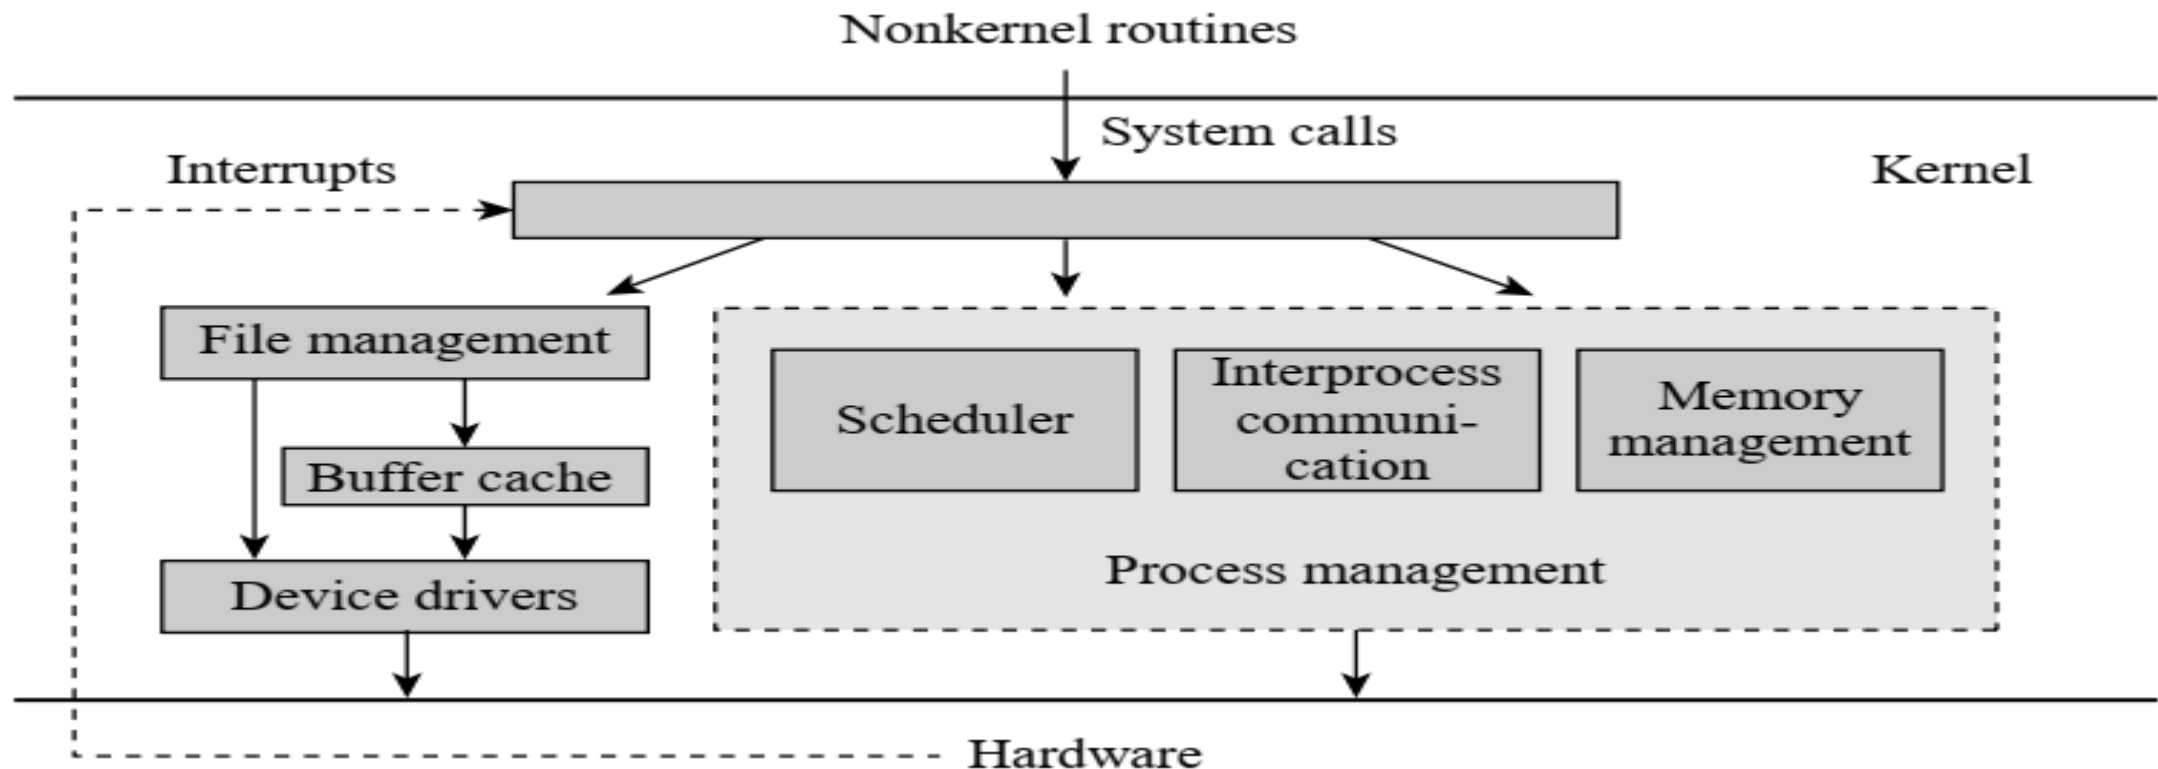 Nonkernel routines
System calls
Interrupts
Kernel
File management
Buffer cache
Device drivers
Scheduler
Interprocess
communi-
cation
Memory
management
Process management
Hardware